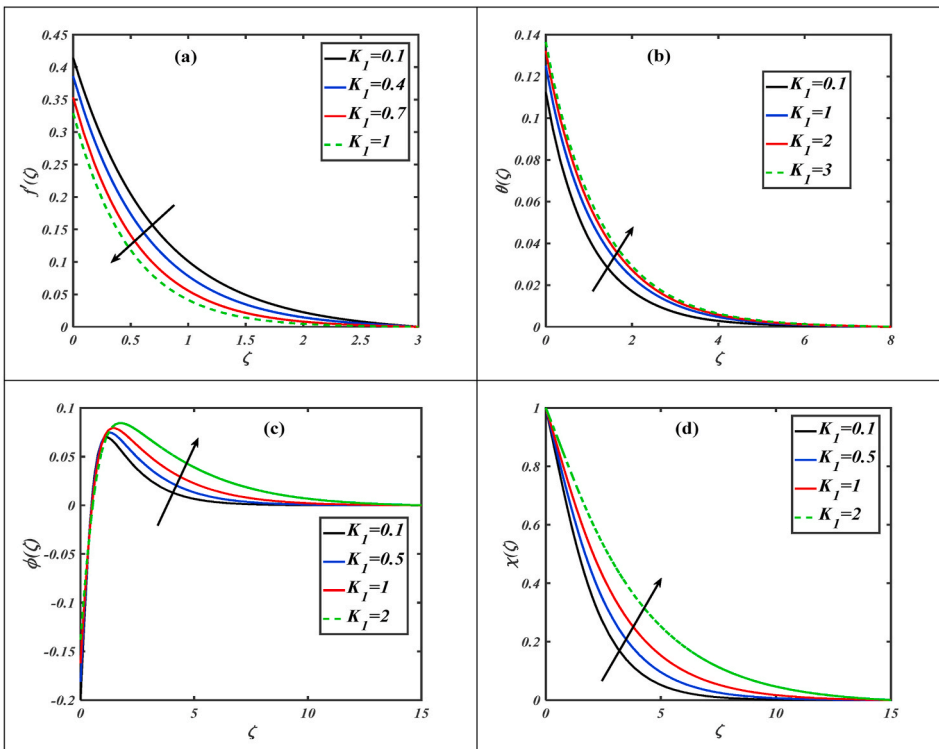 (a)
K1=0.1
K1=0.4
K1=0.7
K1=1
f'(ζ)
0.45
0.4
0.35
0.3
0.25
0.2
0.15
0.1
0.05
0
0 0.5 1 1.5 2 2.5 3
ζ
(b)
K1=0.1
K1=1
K1=2
K1=3
θ(ζ)
0.14
0.12
0.1
0.08
0.06
0.04
0.02
0
0 2 4 6 8
ζ
(c)
K1=0.1
K1=0.5
K1=1
K1=2
ϕ(ζ)
0.1
0.05
0
-0.05
-0.1
-0.15
-0.2
0 5 10 15
ζ
(d)
K1=0.1
K1=0.5
K1=1
K1=2
χ(ζ)
1
0.8
0.6
0.4
0.2
0
0 5 10 15
ζ